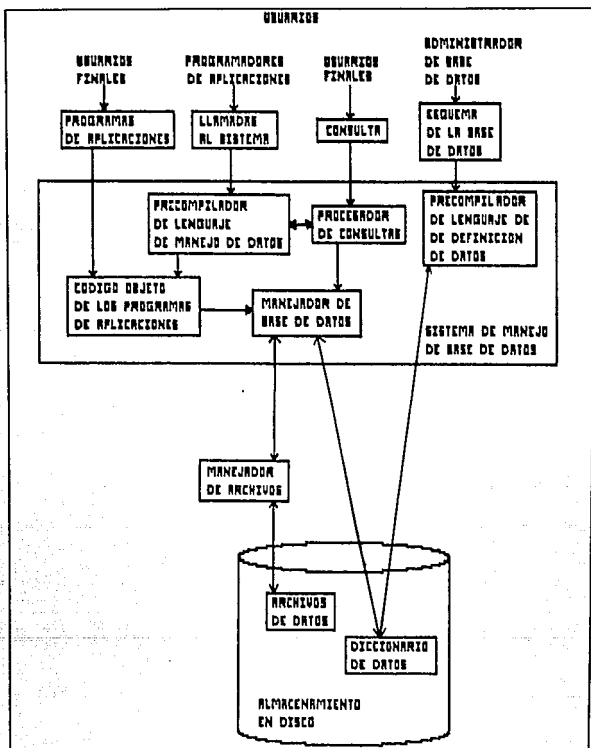 USUARIOS
USUARIOS
FINALES
PROGRAMADORES
DE APLICACIONES
USUARIOS
FINALES
ADMINISTRADOR
DE BASE
DE DATOS
PROGRAMAS
DE APLICACIONES
LLAMADAS
AL SISTEMA
CONSULTA
ESQUEMA
DE LA BASE
DE DATOS
PRECOMPILADOR
DE LENGUAJE
DE MANEJO DE DATOS
PROCESADOR
DE CONSULTAS
PRECOMPILADOR
DE LENGUAJE DE
DE DEFINICION
DE DATOS
CODIGO OBJETO
DE LOS PROGRAMAS
DE APLICACIONES
MANEJADOR DE
BASE DE DATOS
SISTEMA DE MANEJO
DE BASE DE DATOS
MANEJADOR
DE ARCHIVOS
ARCHIVOS
DE DATOS
DICCIONARIO
DE DATOS
ALMACENAMIENTO
EN DISCO